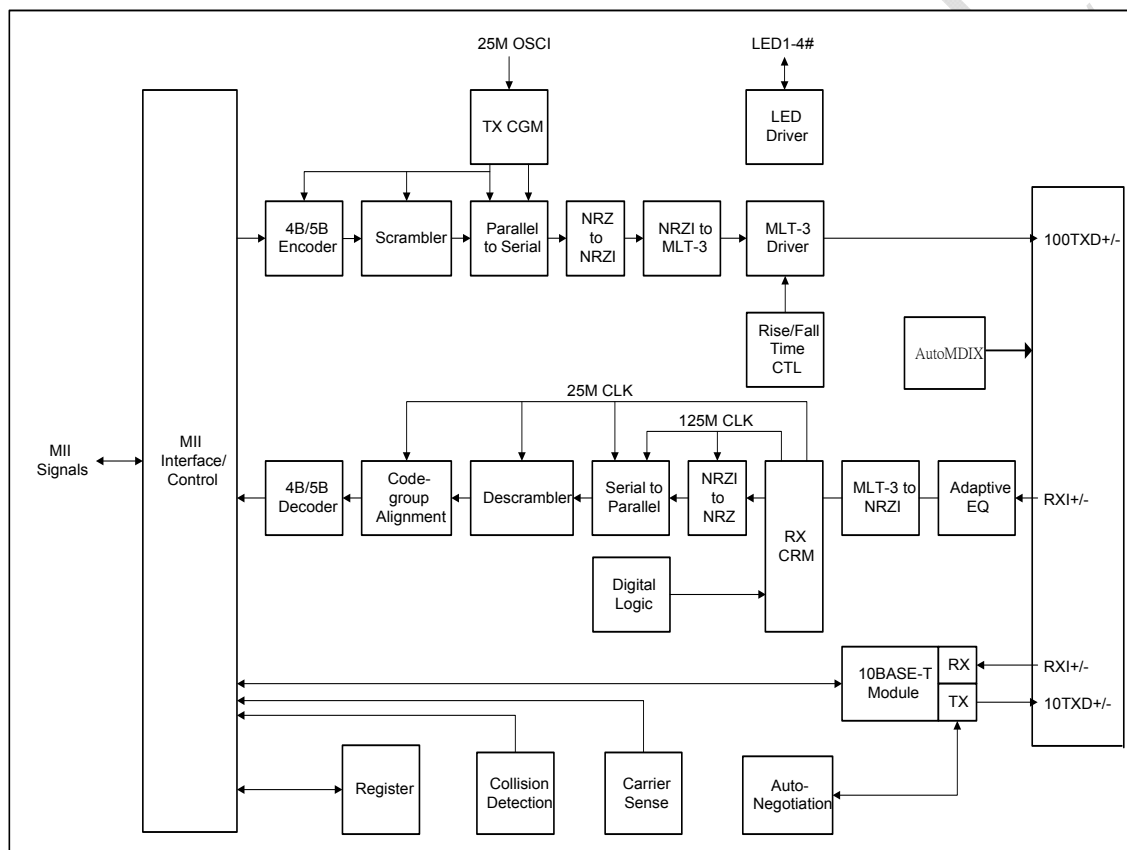 25M OSCI
LED1-4#
TX CGM
LED
Driver
4B/5B
Encoder
Scrambler
Parallel
to Serial
NRZ
to
NRZI
NRZI to
MLT-3
MLT-3
Driver
100TXD+/-
Rise/Fall
Time
CTL
AutoMDIX
25M CLK
125M CLK
MII
Signals
MII
Interface/
Control
4B/5B
Decoder
Code-
group
Alignment
Descrambler
Serial to
Parallel
NRZI
to
NRZ
RX
CRM
MLT-3 to
NRZI
Adaptive
EQ
RXI+/-
Digital
Logic
10BASE-T
Module
RX
TX
RXI+/-
10TXD+/-
Register
Collision
Detection
Carrier
Sense
Auto-
Negotiation